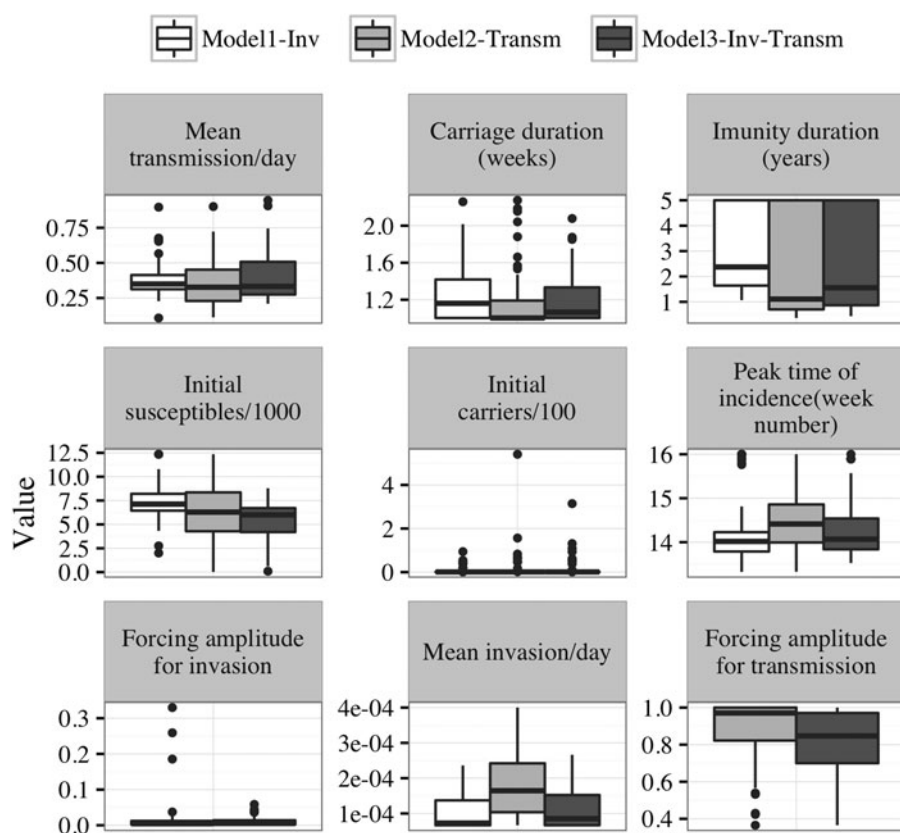 Model1-Inv Model2-Transm Model3-Inv-Transm
Mean
transmission/day
Carriage duration
(weeks)
Imunity duration
(years)
0.75
0.50
0.25
2.0
1.6
1.2
5
4
3
2
1
Initial
susceptibles/1000
Initial
carriers/100
Peak time of
incidence(week
number)
Value
12.5
10.0
7.5
5.0
2.5
0.0
4
2
0
16
15
14
Forcing amplitude
for invasion
Mean invasion/day
Forcing amplitude
for transmission
0.3
0.2
0.1
0.0
4e-04
3e-04
2e-04
1e-04
1.0
0.8
0.6
0.4